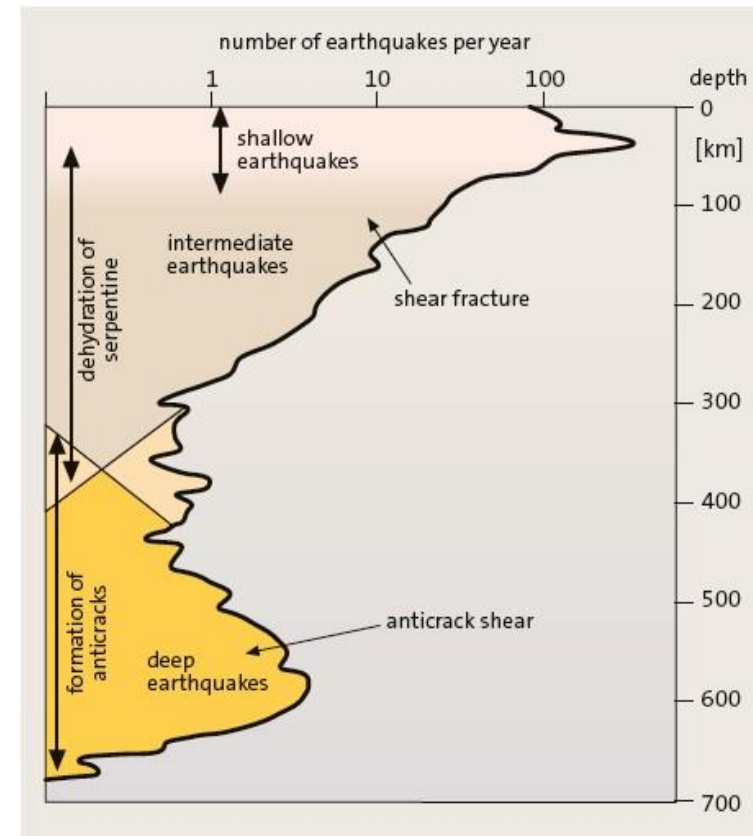 number of earthquakes per year
1 10 100 depth
0
[km]
shallow
earthquakes
100
intermediate
earthquakes
dehydration of
serpentine
shear fracture
200
300
400
500
formation of
anticracks
anticrack shear
deep
earthquakes
600
700